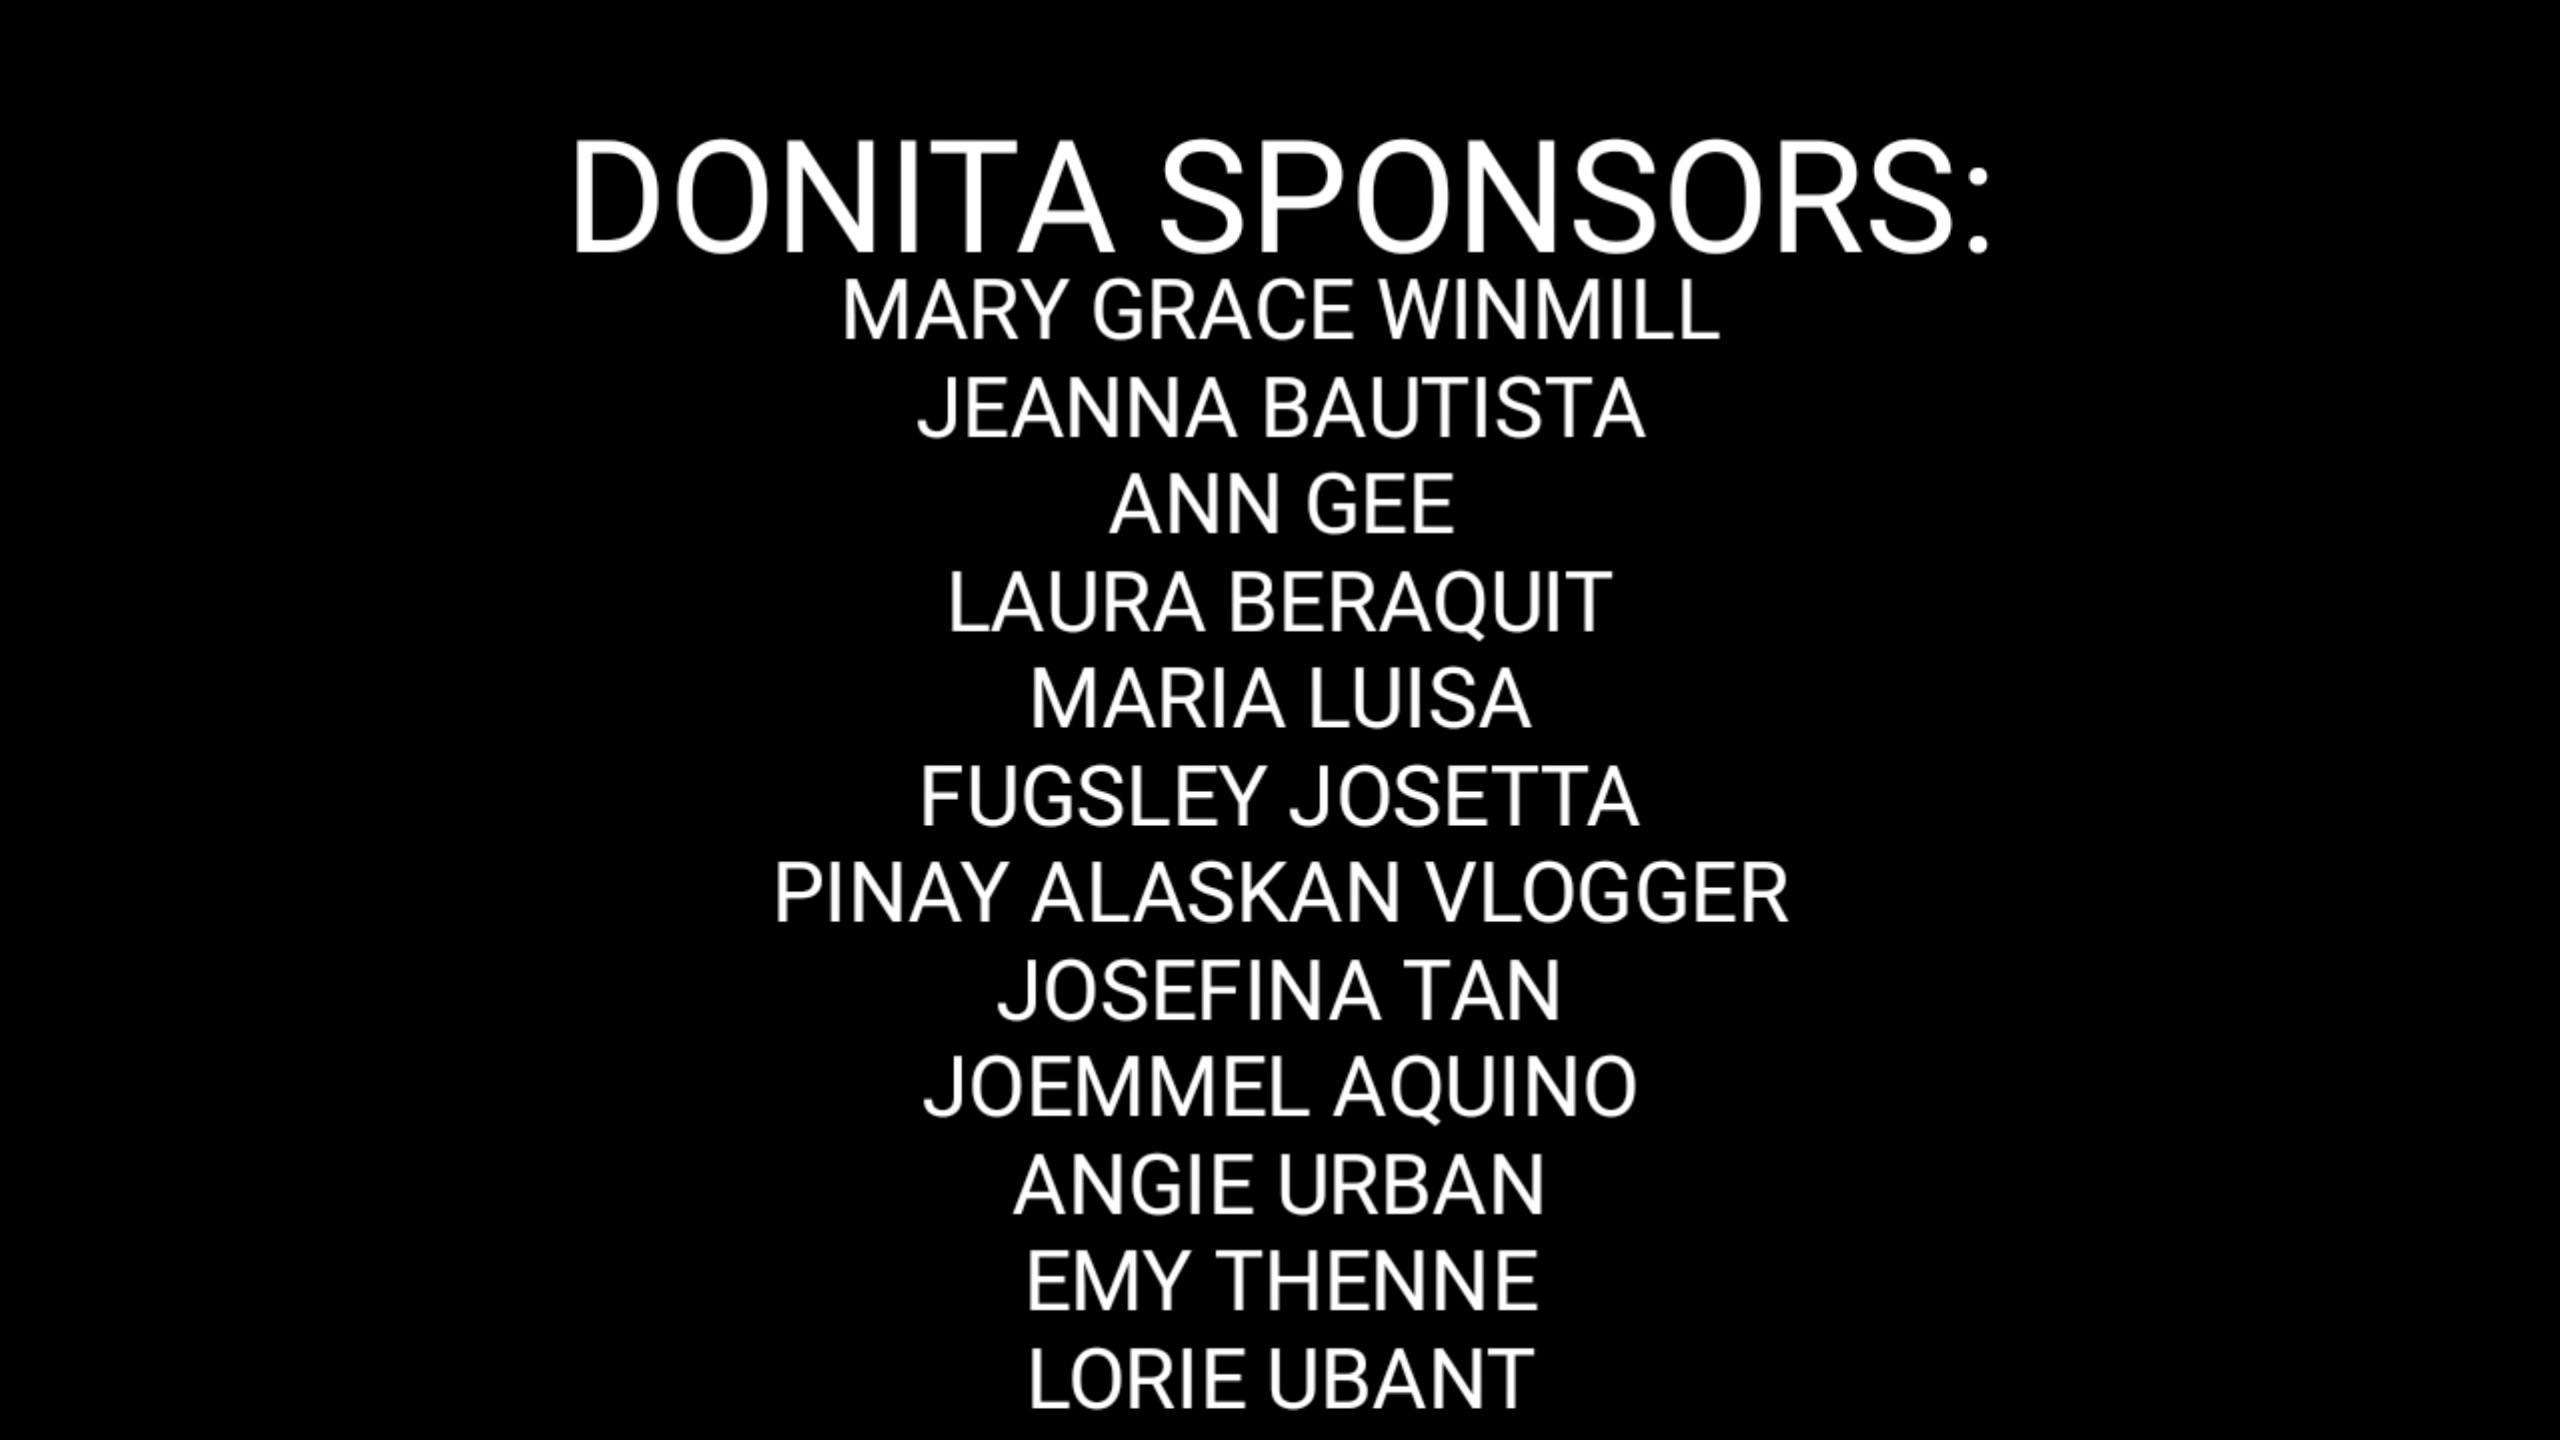 DONITA SPONSORS:
MARY GRACE WINMILL
JEANNA BAUTISTA
ANN GEE
LAURA BERAQUIT
MARIA LUISA
FUGSLEY JOSETTA
PINAY ALASKAN VLOGGER
JOSEFINA TAN
JOEMMEL AQUINO
ANGIE URBAN
EMY THENNE
LORIE UBANT